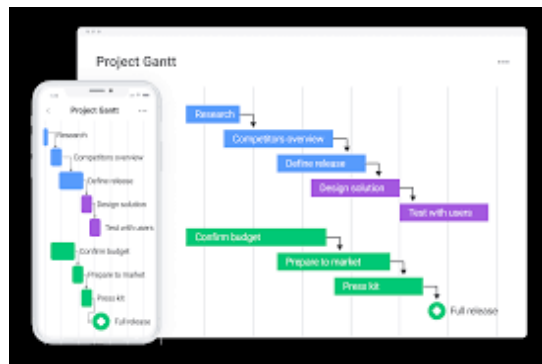 Project Gantt
Research
Competitors overview
Define release
Design solution
Test with users
Confirm budget
Prepare to market
Press kit
Full release
Project Gantt
Research
Competitors overview
Define release
Design solution
Test with users
Confirm budget
Prepare to market
Press kit
Full release